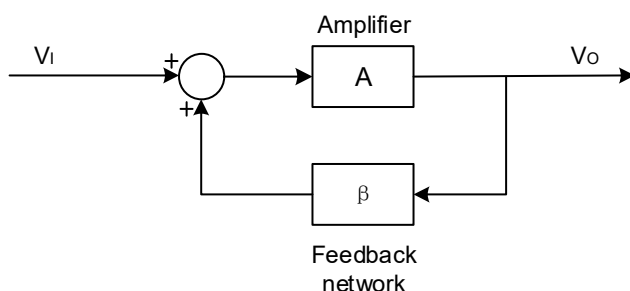 Amplifier
VI
VO
+
A
+
β
Feedback
network